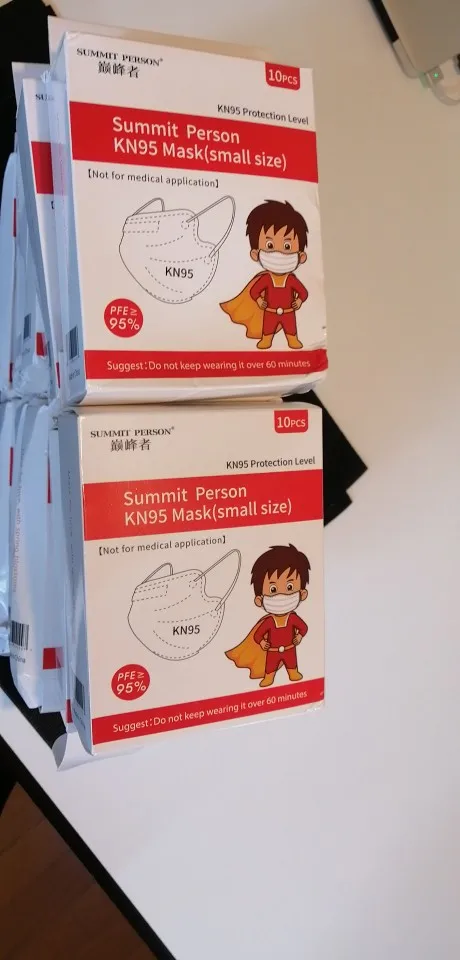 SUMMIT PERSON®
巅峰者
10PCS
KN95 Protection Level
Summit Person
KN95 Mask(small size)
【Not for medical application】
KN95
PFE≥
95%
Suggest:Do not keep wearing it over 60 minutes
SUMMIT PERSON®
巅峰者
10PCS
KN95 Protection Level
Summit Person
KN95 Mask(small size)
【Not for medical application】
KN95
PFE≥
95%
Suggest:Do not keep wearing it over 60 minutes
SU